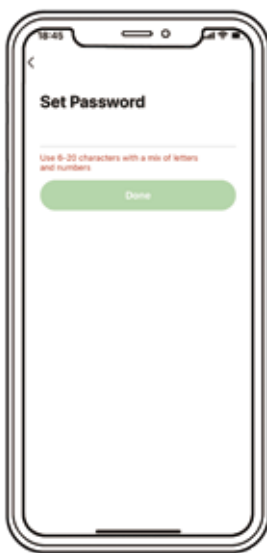 18:45
Set Password
Use 6-20 characters with a mix of letters
and numbers
Done